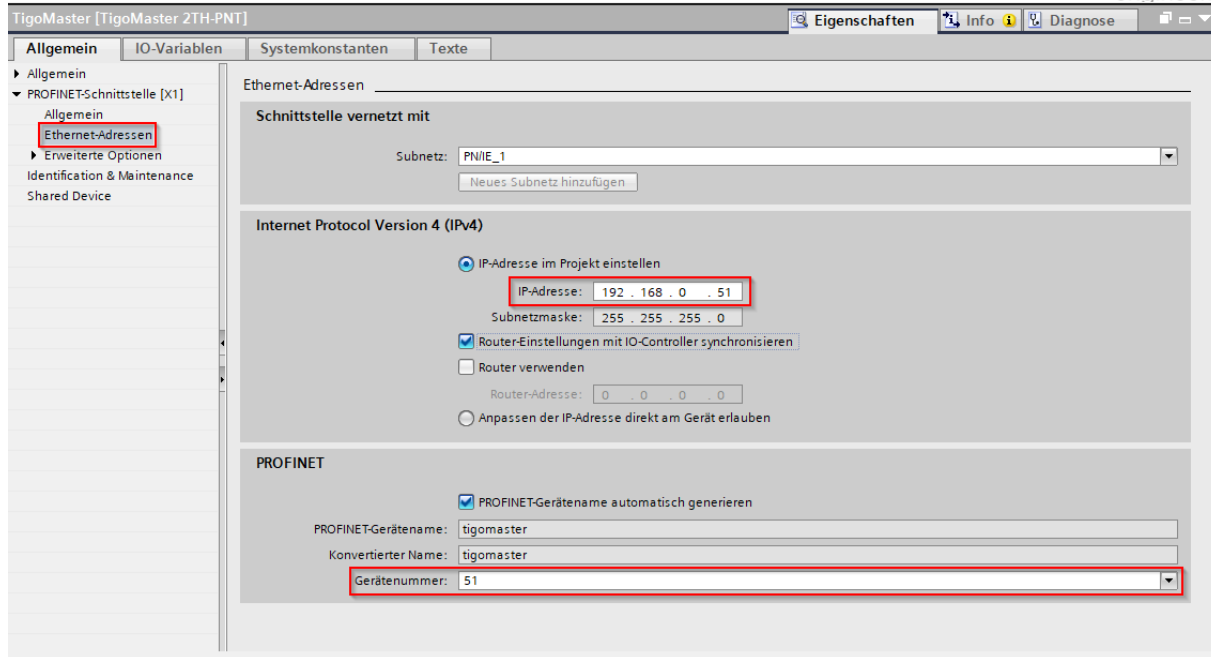 TigoMaster [TigoMaster 2TH-PNT]
Eigenschaften
Info
Diagnose
Allgemein
IO-Variablen
Systemkonstanten
Texte
Allgemein
PROFINET-Schnittstelle [X1]
Allgemein
Ethernet-Adressen
Erweiterte Optionen
Identification & Maintenance
Shared Device
Ethernet-Adressen
Schnittstelle vernetzt mit
Subnetz: PN/IE_1
Neues Subnetz hinzufügen
Internet Protocol Version 4 (IPv4)
IP-Adresse im Projekt einstellen
IP-Adresse: 192 . 168 . 0 . 51
Subnetzmaske: 255 . 255 . 255 . 0
Router-Einstellungen mit IO-Controller synchronisieren
Router verwenden
Router-Adresse: 0 . 0 . 0 . 0
Anpassen der IP-Adresse direkt am Gerät erlauben
PROFINET
PROFINET-Gerätename automatisch generieren
PROFINET-Gerätename: tigomaster
Konvertierter Name: tigomaster
Gerätenummer: 51